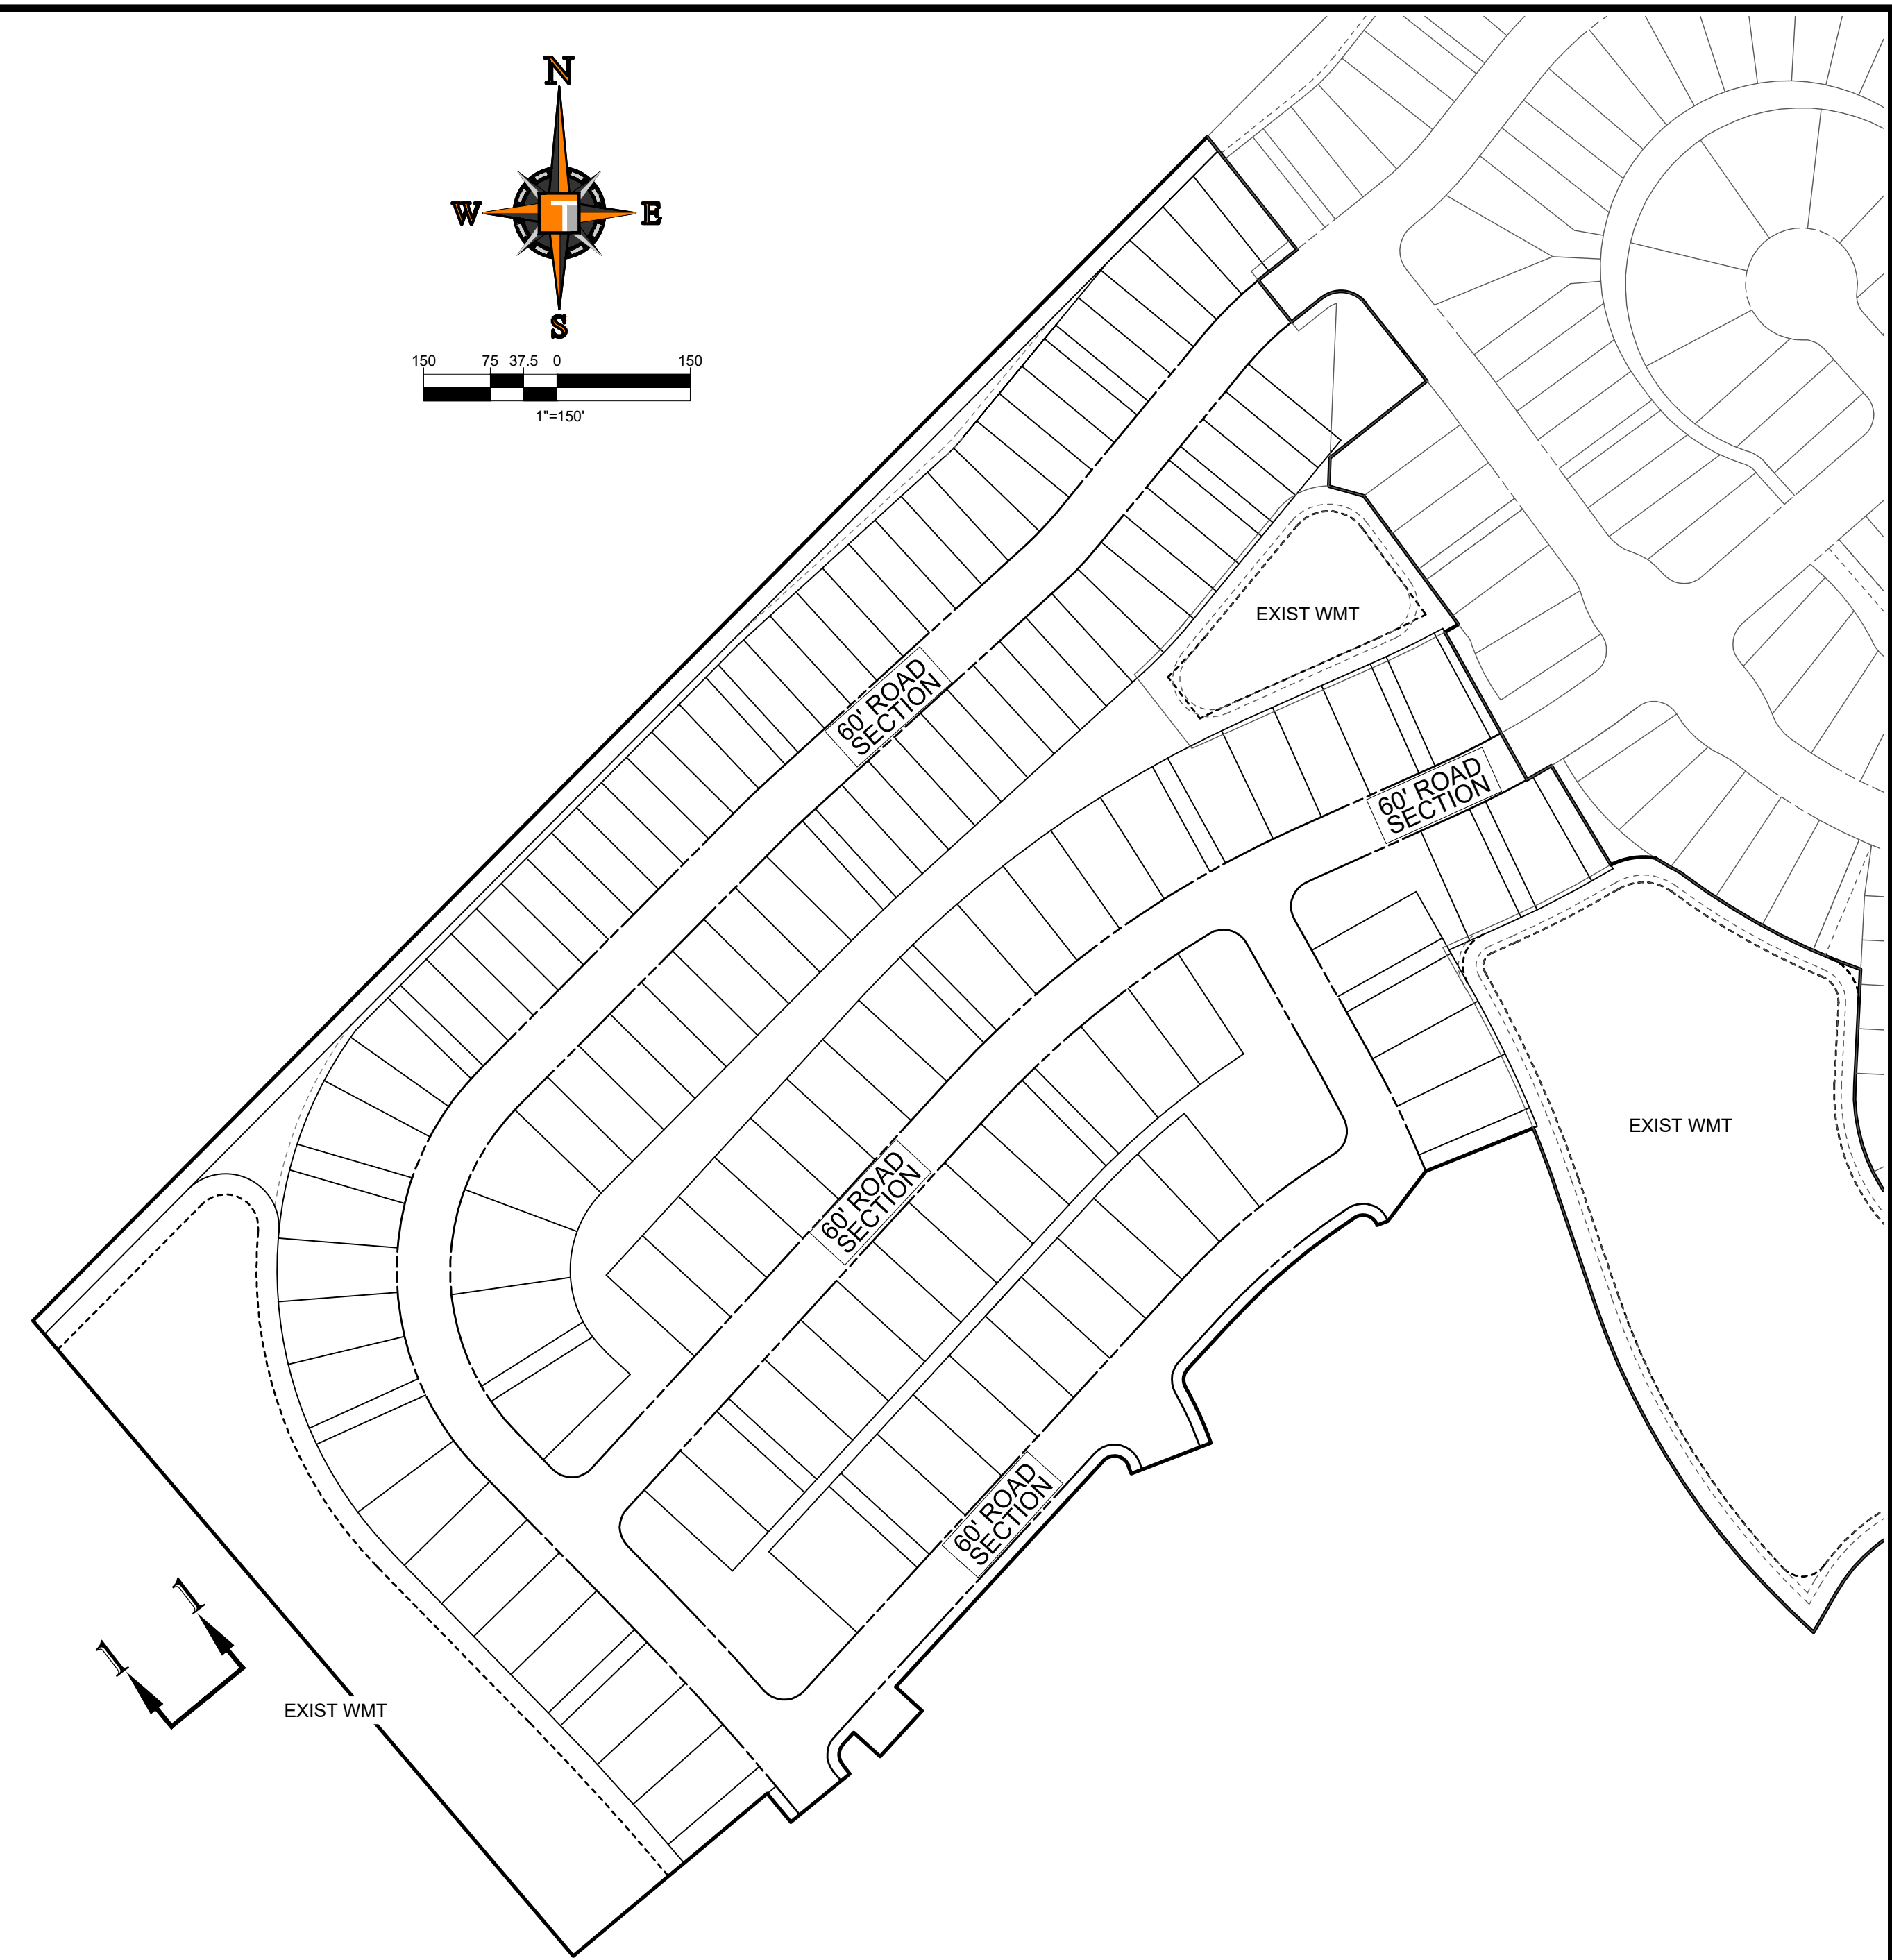 N
W T E
S
150 75 37.5 0 150
1"=150'
EXIST WMT
60' ROAD
SECTION
60' ROAD
SECTION
EXIST WMT
60' ROAD
SECTION
60' ROAD
SECTION
1
1
EXIST WMT